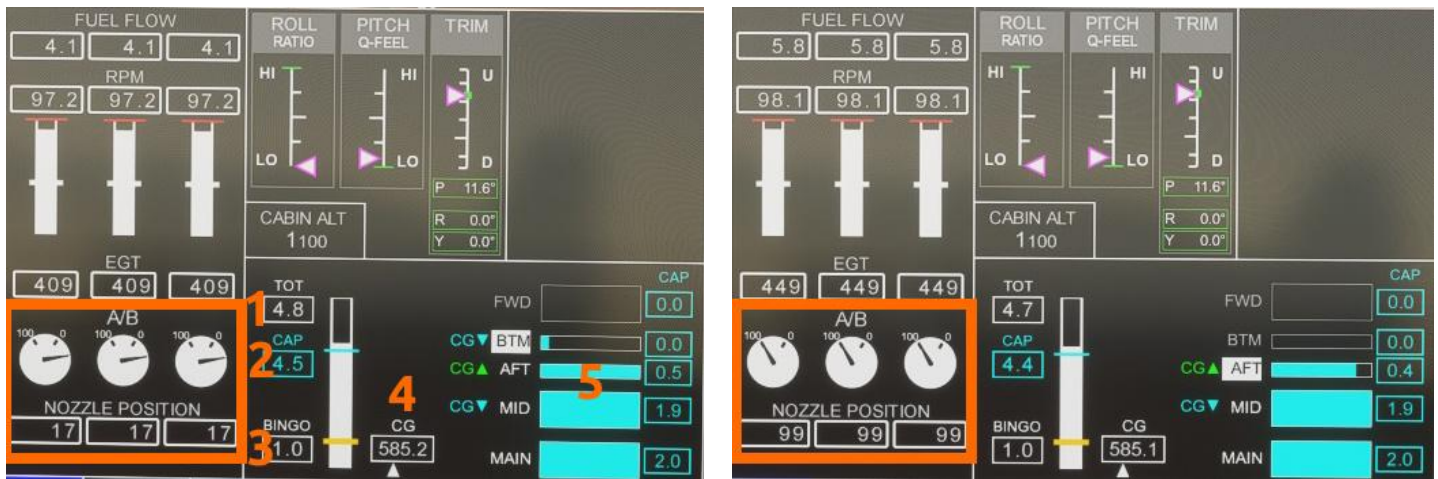 FUEL FLOW
4.1 4.1 4.1
RPM
97.2 97.2 97.2
EGT
409 409 409
A/B
100 0 100 0 100 0
NOZZLE POSITION
17 17 17
ROLL RATIO
HI
LO
PITCH Q-FEEL
HI
LO
TRIM
U
D
P 11.6°
R 0.0°
Y 0.0°
CABIN ALT
1100
1
TOT
4.8
2
CAP
4.5
3
BINGO
1.0
4
CG
585.2
5
CAP
FWD 0.0
CG▼ BTM 0.0
CG▲ AFT 0.5
CG▼ MID 1.9
MAIN 2.0
FUEL FLOW
5.8 5.8 5.8
RPM
98.1 98.1 98.1
EGT
449 449 449
A/B
100 0 100 0 100 0
NOZZLE POSITION
99 99 99
ROLL RATIO
HI
LO
PITCH Q-FEEL
HI
LO
TRIM
U
D
P 11.6°
R 0.0°
Y 0.0°
CABIN ALT
1100
TOT
4.7
CAP
4.4
BINGO
1.0
CG
585.1
CAP
FWD 0.0
BTM 0.0
CG▲ AFT 0.4
CG▼ MID 1.9
MAIN 2.0